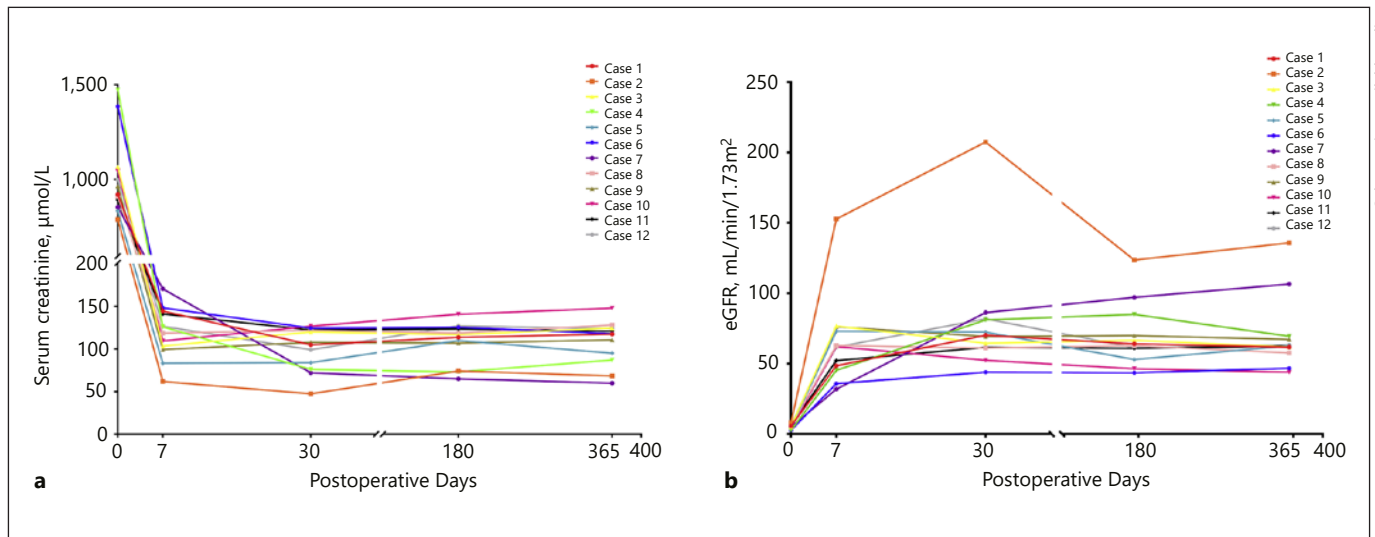 1,500
1,000
200
150
100
50
0
Serum creatinine, µmol/L
0 7 30 180 365 400
Postoperative Days
Case 1
Case 2
Case 3
Case 4
Case 5
Case 6
Case 7
Case 8
Case 9
Case 10
Case 11
Case 12
a
250
200
150
100
50
0
eGFR, mL/min/1.73m²
0 7 30 180 365 400
Postoperative Days
Case 1
Case 2
Case 3
Case 4
Case 5
Case 6
Case 7
Case 8
Case 9
Case 10
Case 11
Case 12
b